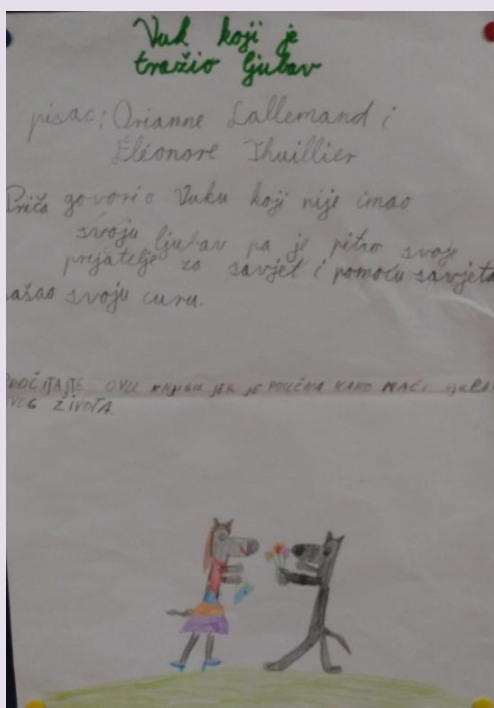 Vuk koji je
tražio ljubav
pisac: Orianne Lallemand i
Éléonore Thuillier
Priča govori o Vuku koji nije imao
svoju ljubav pa je pitao svoje
prijatelje za savjet i pomoću savjeta
našao svoju curu.
PROČITAJTE OVU KNJIGU JER JE POUČNA KAKO NAĆI LJUBAV
SVOG ŽIVOTA.